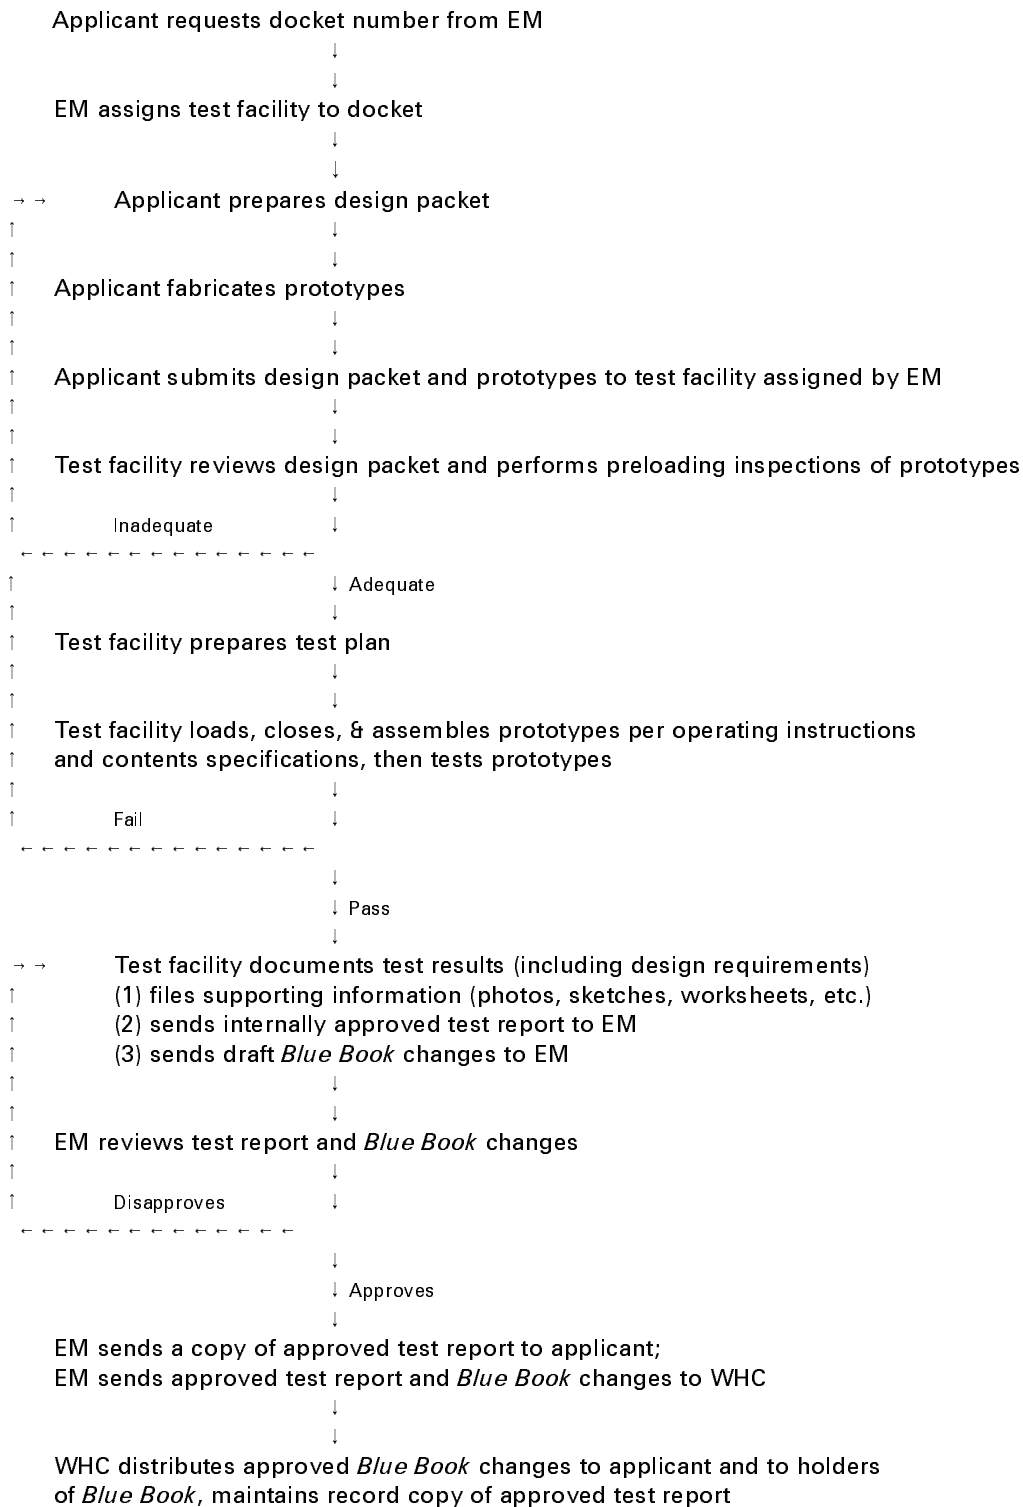 Applicant requests docket number from EM
↓
↓
EM assigns test facility to docket
↓
↓
→ → Applicant prepares design packet
↑ ↓
↑ ↓
↑ Applicant fabricates prototypes
↑ ↓
↑ ↓
↑ Applicant submits design packet and prototypes to test facility assigned by EM
↑ ↓
↑ ↓
↑ Test facility reviews design packet and performs preloading inspections of prototypes
↑ ↓
↑ Inadequate ↓
← ← ← ← ← ← ← ← ← ← ← ← ← ←
↑ ↓ Adequate
↑ ↓
↑ Test facility prepares test plan
↑ ↓
↑ ↓
↑ Test facility loads, closes, & assembles prototypes per operating instructions
↑ and contents specifications, then tests prototypes
↑ ↓
↑ Fail ↓
← ← ← ← ← ← ← ← ← ← ← ← ← ←
↓
↓ Pass
↓
→ → Test facility documents test results (including design requirements)
↑ (1) files supporting information (photos, sketches, worksheets, etc.)
↑ (2) sends internally approved test report to EM
↑ (3) sends draft Blue Book changes to EM
↑ ↓
↑ ↓
↑ EM reviews test report and Blue Book changes
↑ ↓
↑ Disapproves ↓
← ← ← ← ← ← ← ← ← ← ← ← ←
↓
↓ Approves
↓
EM sends a copy of approved test report to applicant;
EM sends approved test report and Blue Book changes to WHC
↓
↓
WHC distributes approved Blue Book changes to applicant and to holders
of Blue Book, maintains record copy of approved test report